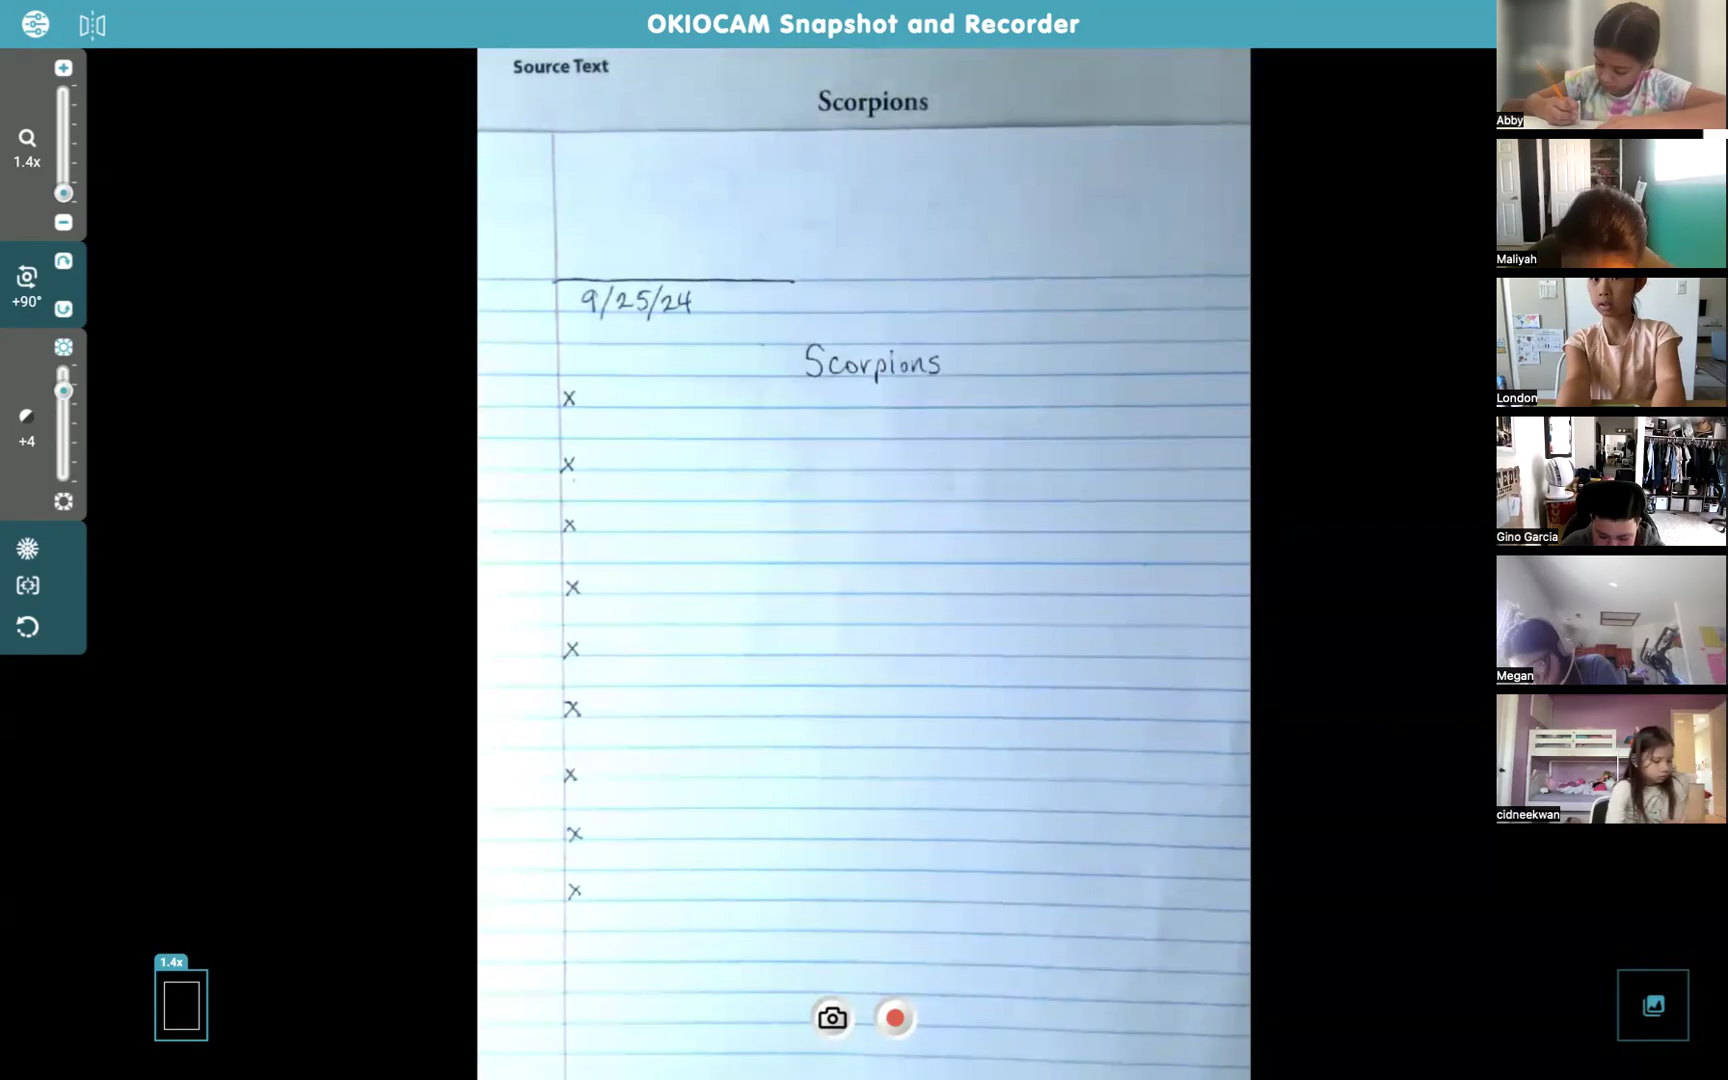 OKIOCAM Snapshot and Recorder
Source Text
Scorpions
9/25/24
Scorpions
x
x
x
x
x
x
x
x
x
1.4x
+90°
+4
1.4x
Abby
Maliyah
London
Gino Garcia
Megan
cidneekwan